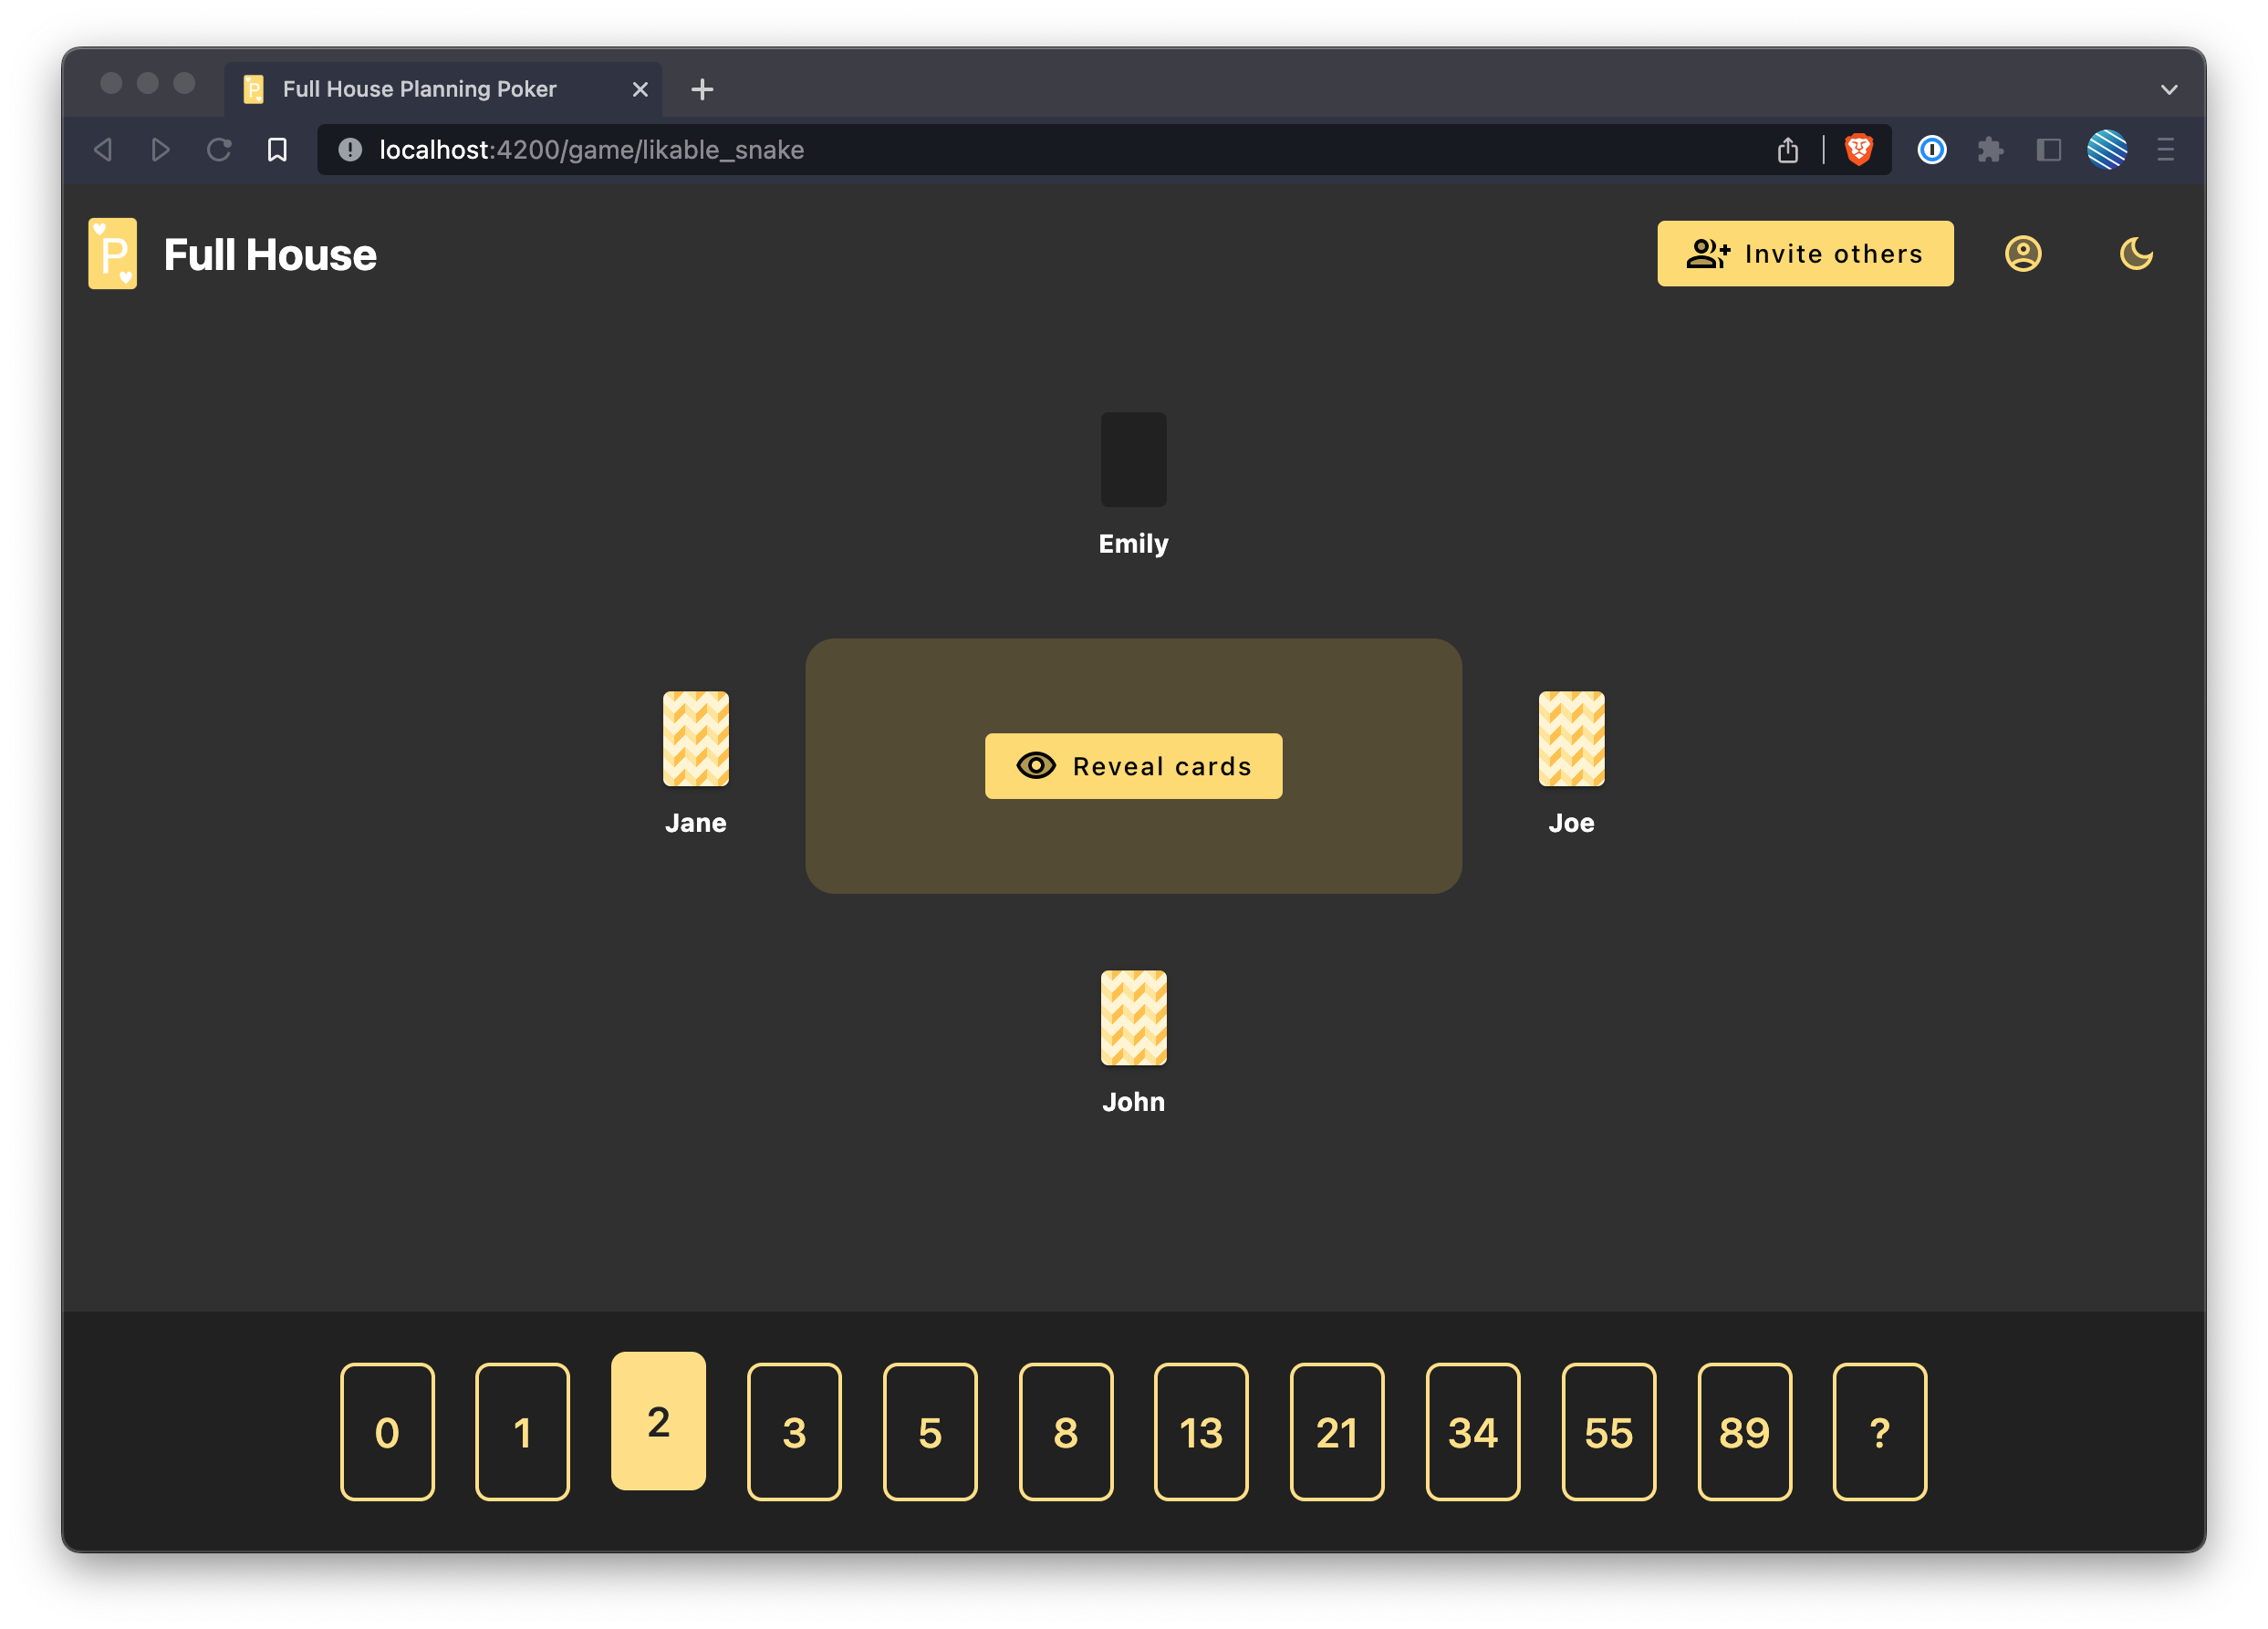 Full House Planning Poker
localhost:4200/game/likable_snake
P
Full House
Invite others
Emily
Reveal cards
Jane
Joe
John
0
1
2
3
5
8
13
21
34
55
89
?